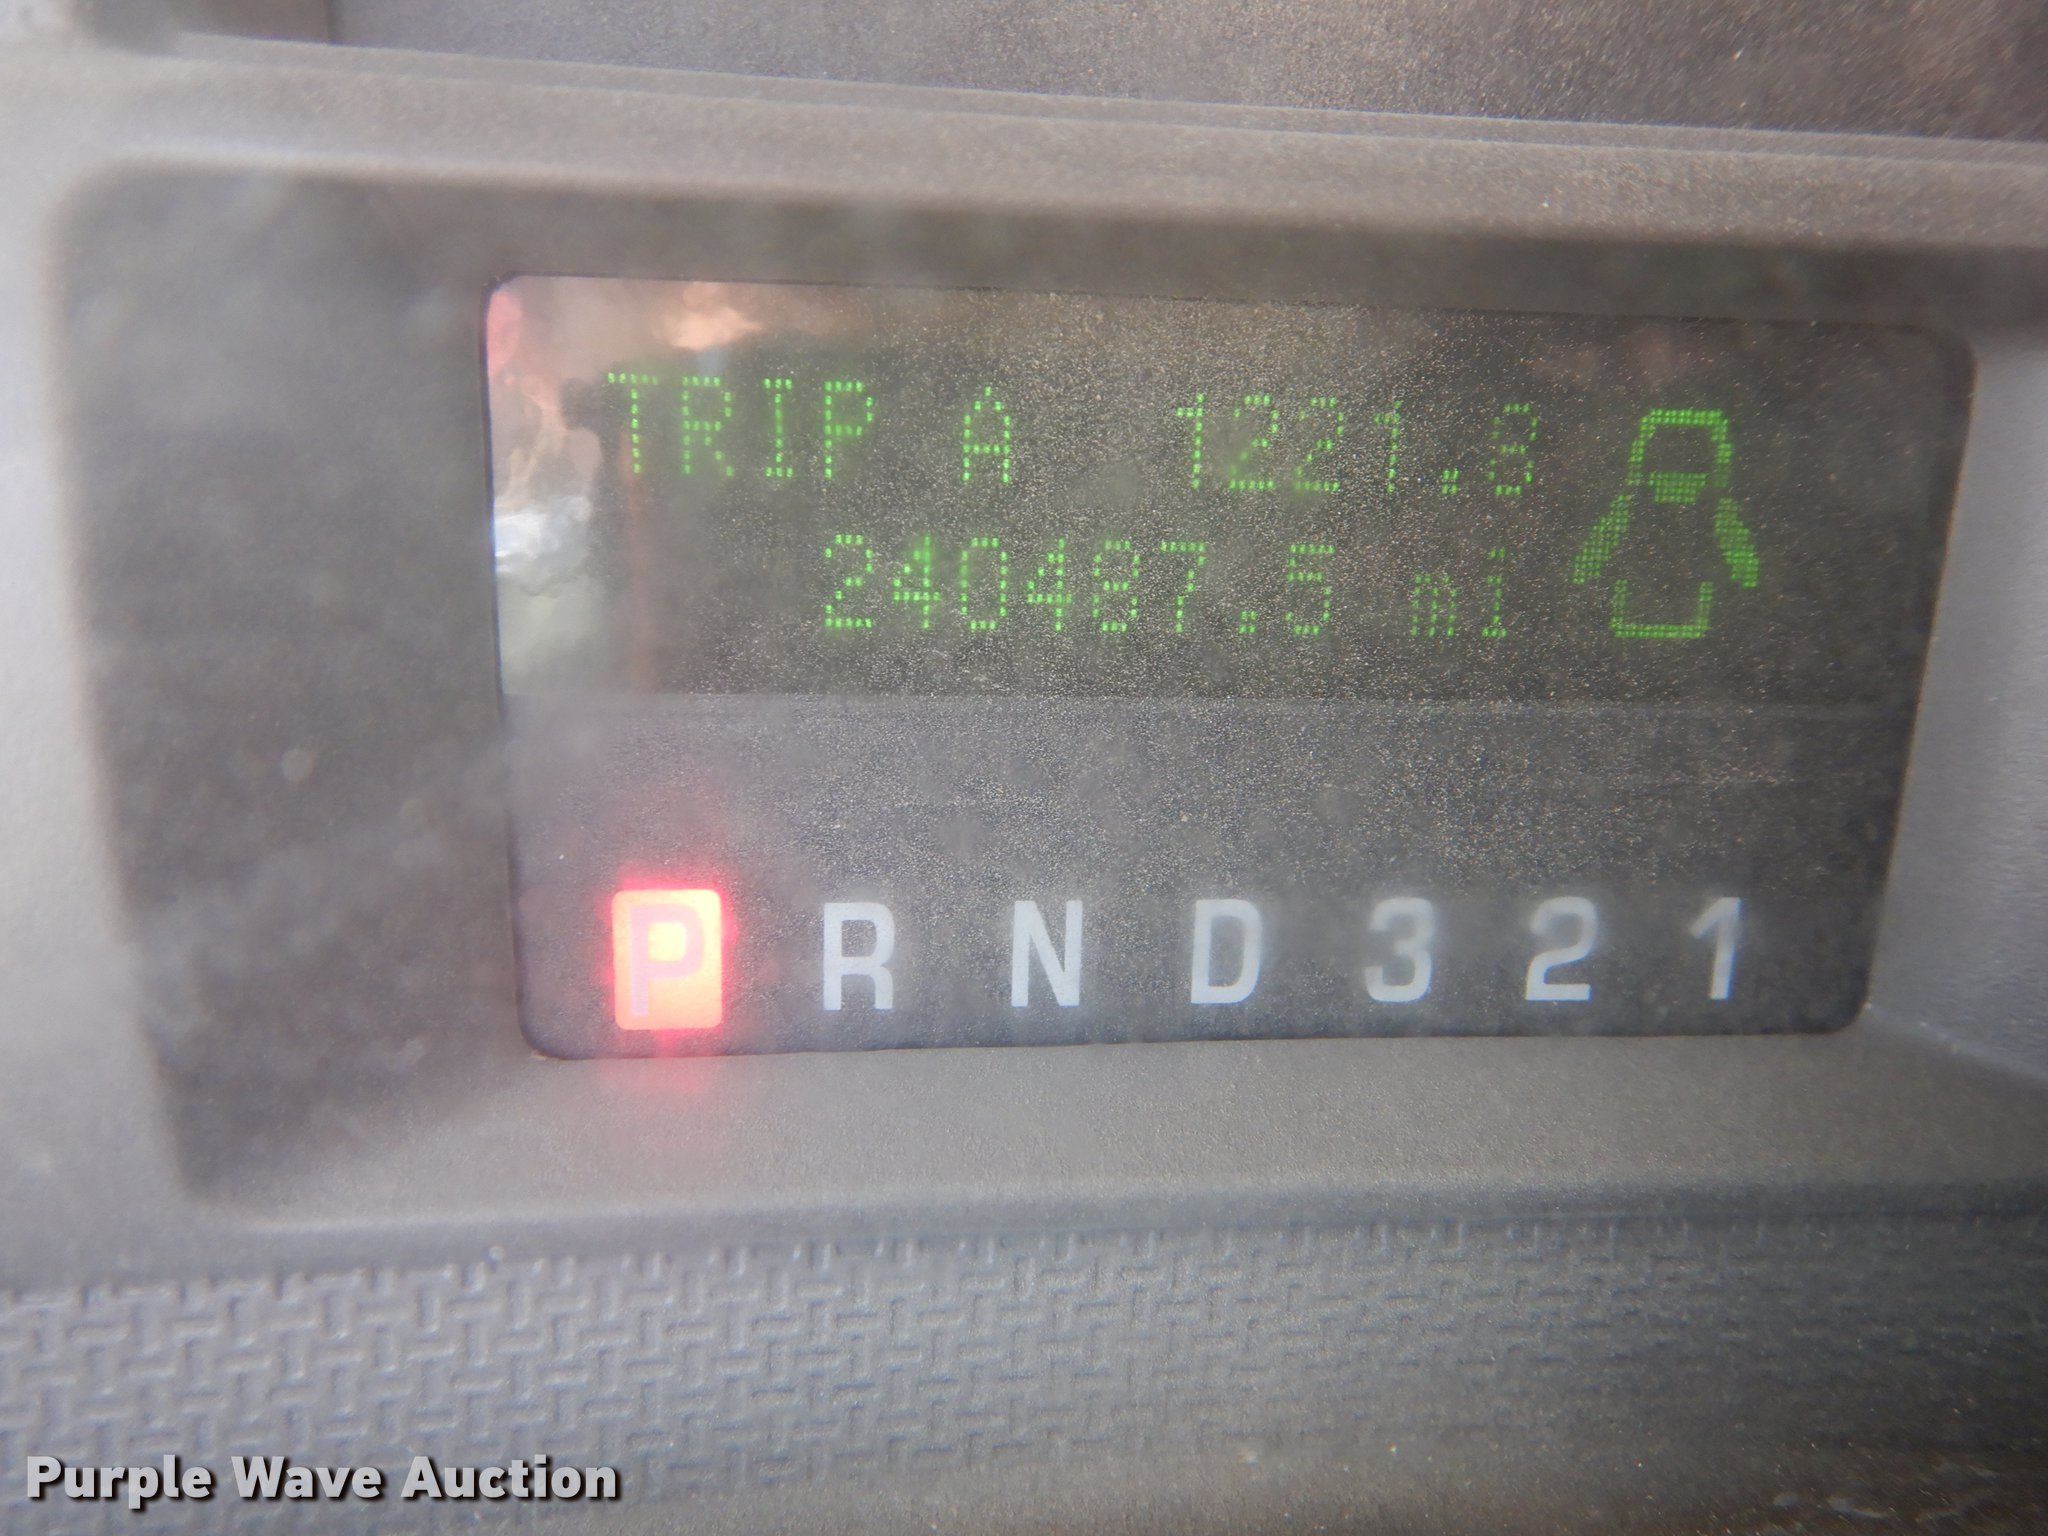 TRIP A 1221.8
240487.5 mi
P R N D 3 2 1
Purple Wave Auction